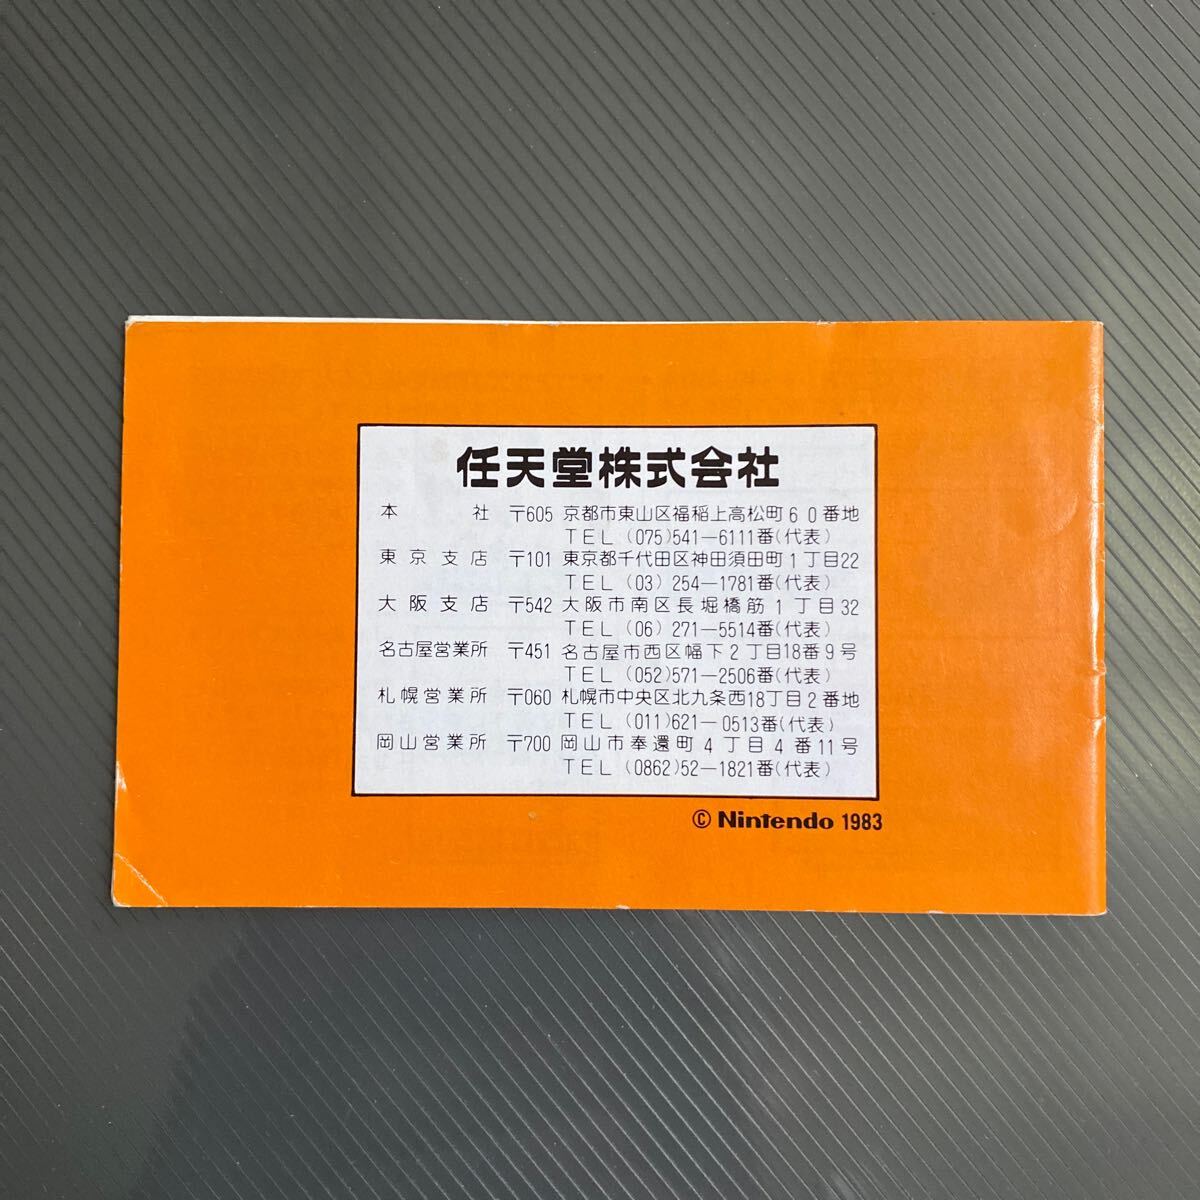 任天堂株式会社
本社 〒605 京都市東山区福稲上高松町60番地
TEL (075)541-6111番(代表)
東京支店 〒101 東京都千代田区神田須田町1丁目22
TEL (03) 254-1781番(代表)
大阪支店 〒542 大阪市南区長堀橋筋1丁目32
TEL (06) 271-5514番(代表)
名古屋営業所 〒451 名古屋市西区幅下2丁目18番9号
TEL (052)571-2506番(代表)
札幌営業所 〒060 札幌市中央区北九条西18丁目2番地
TEL (011)621-0513番(代表)
岡山営業所 〒700 岡山市奉還町4丁目4番11号
TEL (0862)52-1821番(代表)
© Nintendo 1983